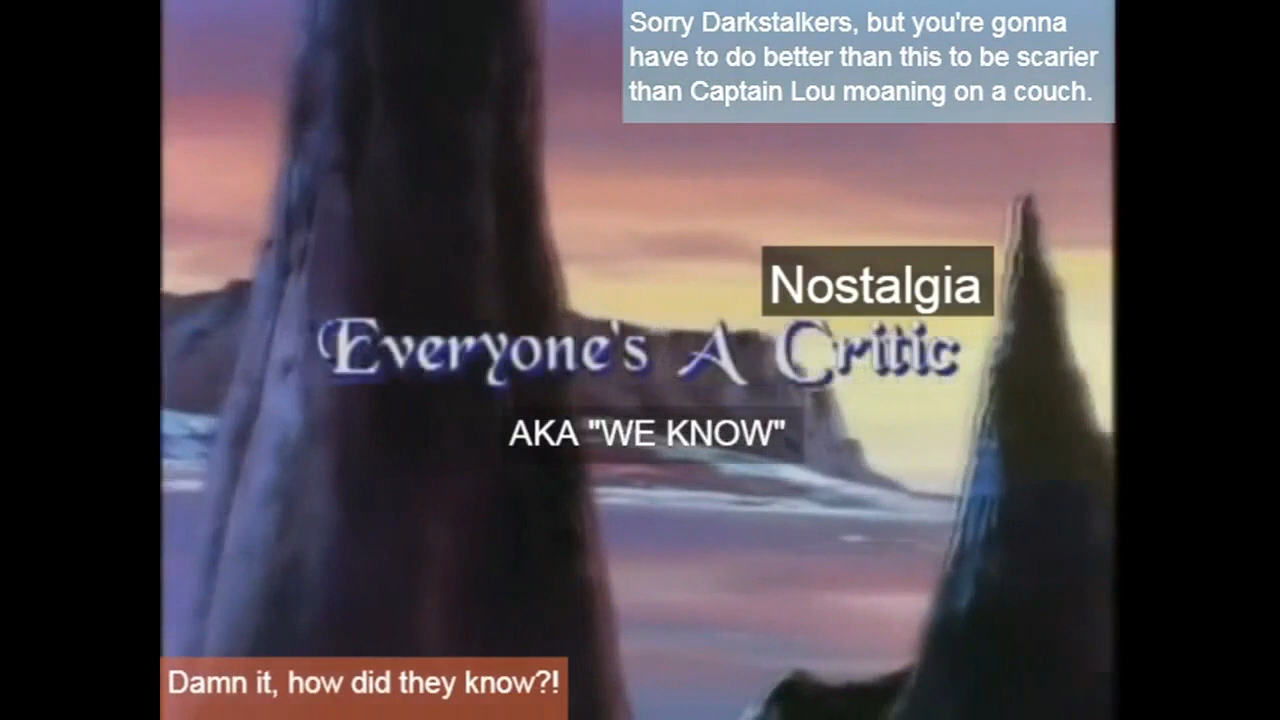 Sorry Darkstalkers, but you're gonna
have to do better than this to be scarier
than Captain Lou moaning on a couch.
Nostalgia
Everyone's A Critic
AKA "WE KNOW"
Damn it, how did they know?!